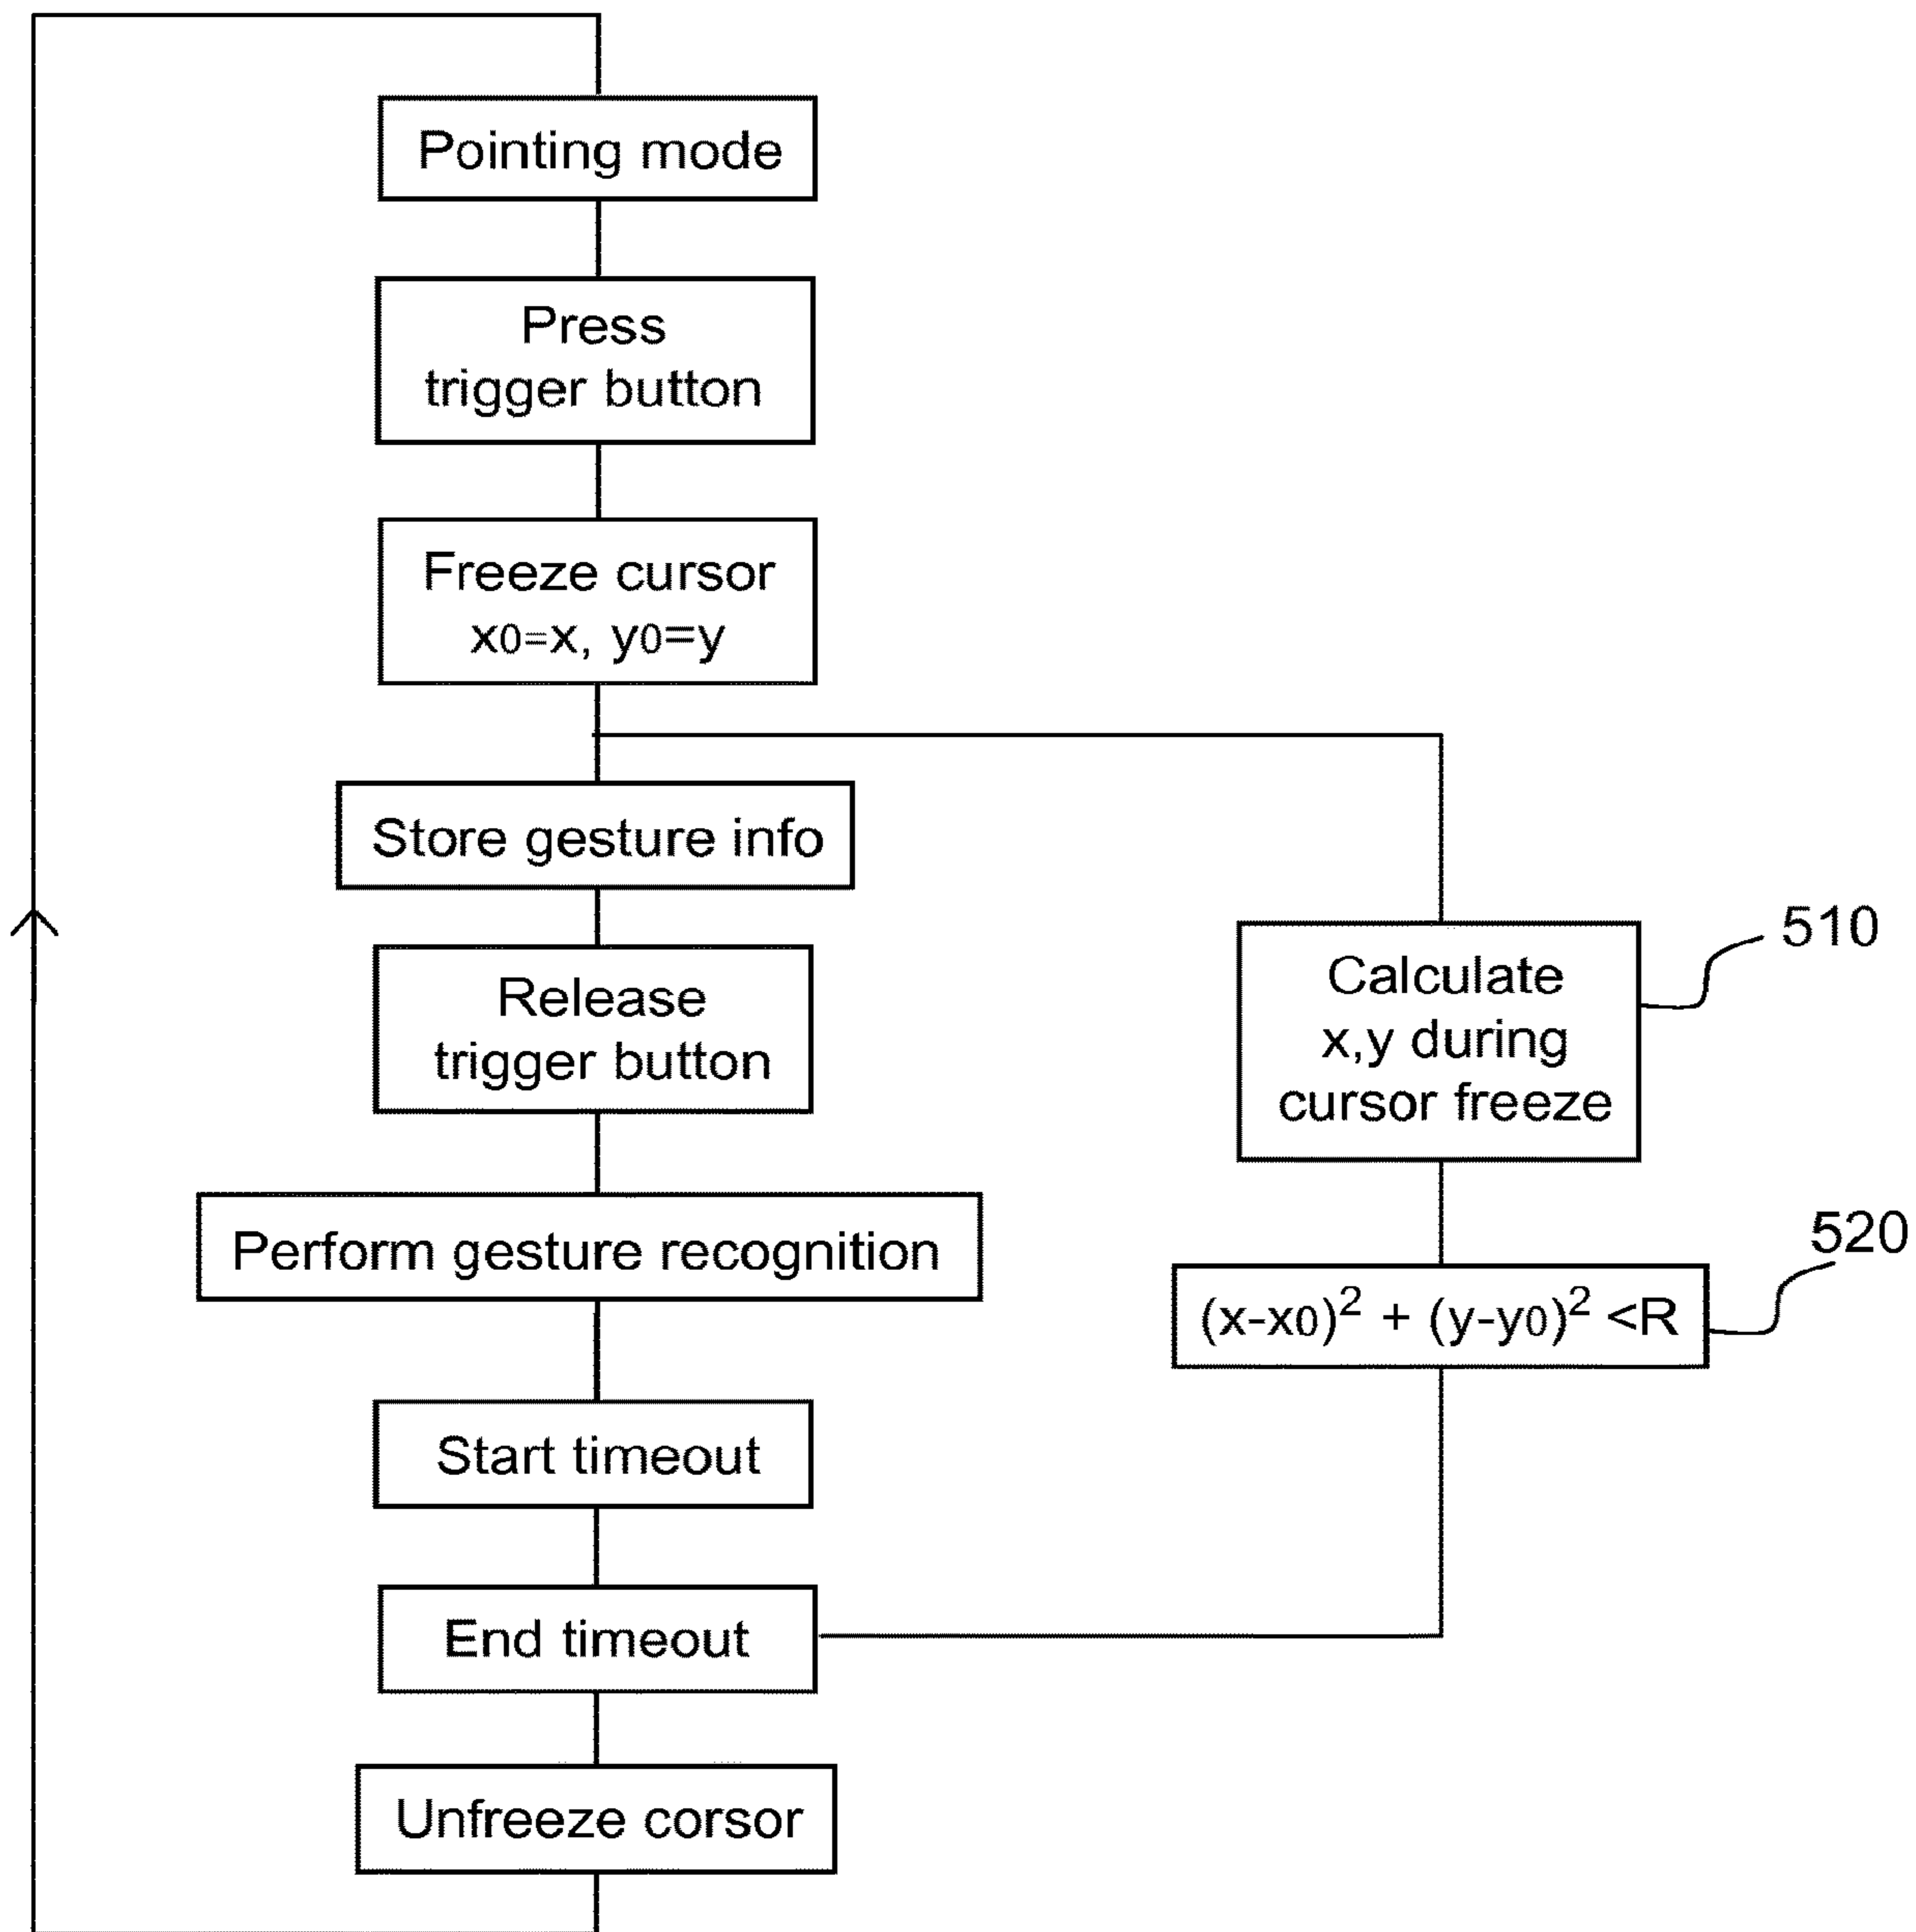 Pointing mode
Press
trigger button
Freeze cursor
x0=x, y0=y
Store gesture info
Release
trigger button
Perform gesture recognition
Start timeout
End timeout
Unfreeze corsor
Calculate
x,y during
cursor freeze
510
(x-x0)² + (y-y0)² <R
520